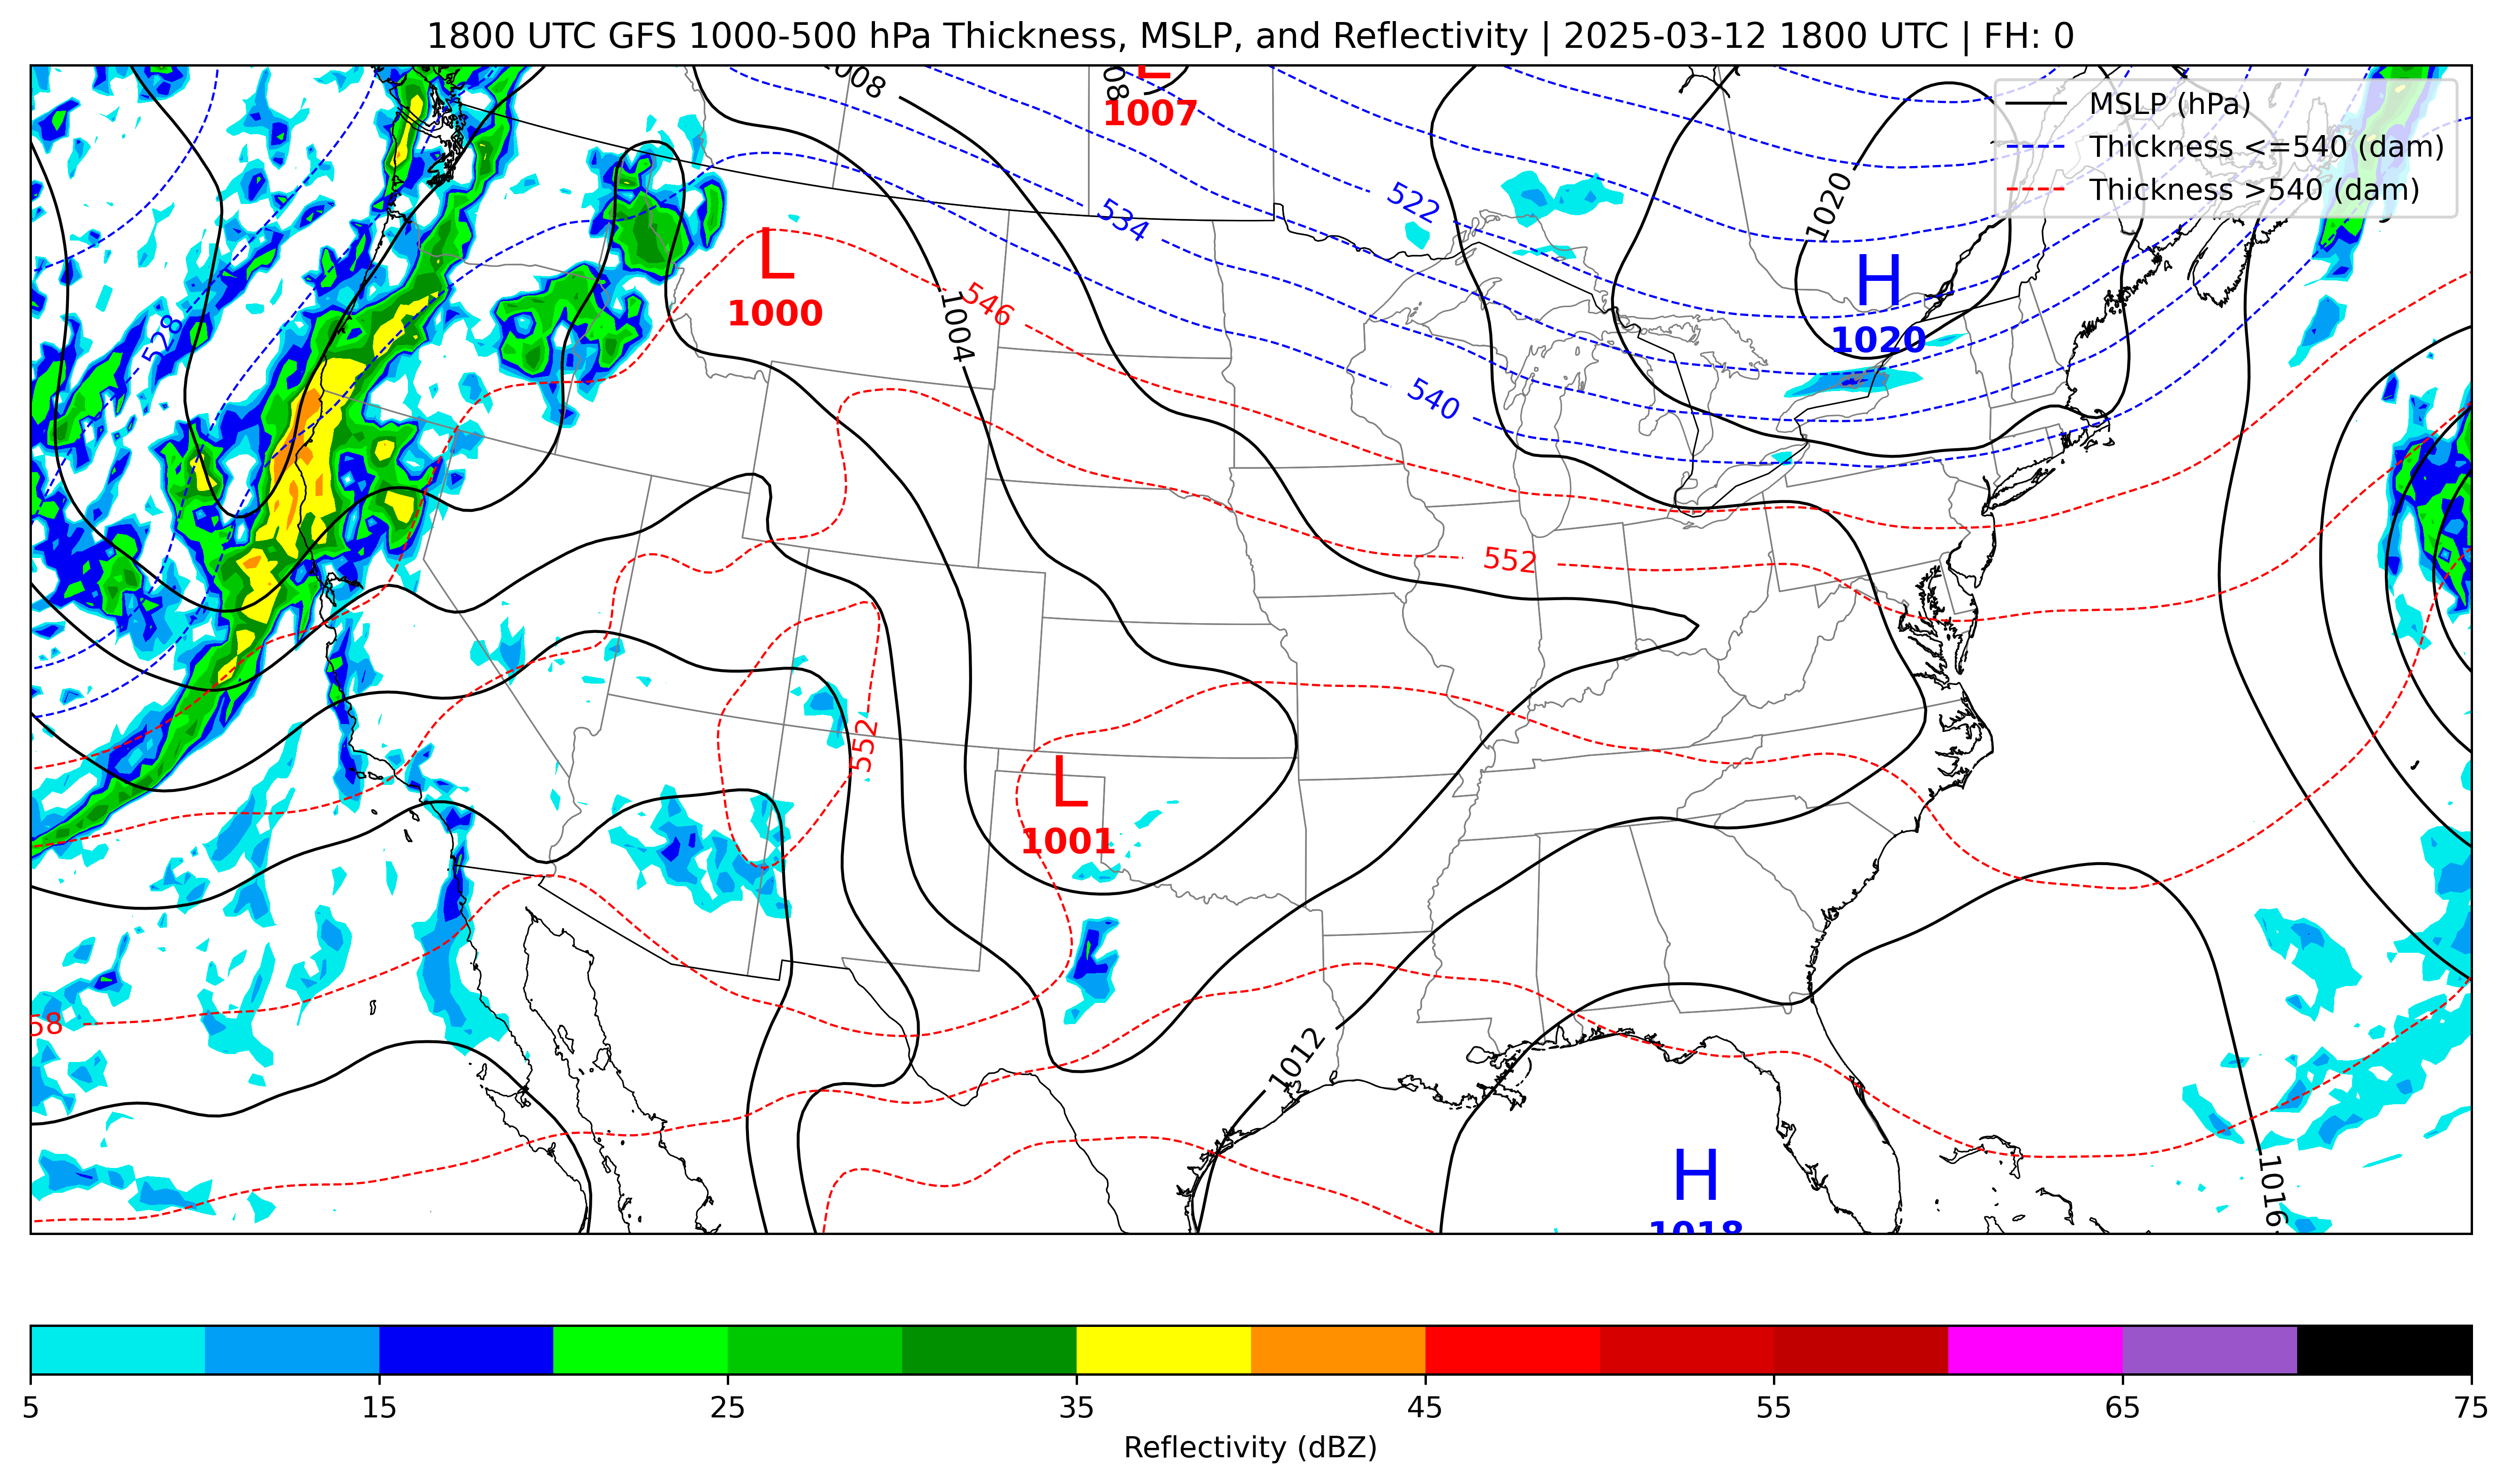 1800 UTC GFS 1000-500 hPa Thickness, MSLP, and Reflectivity | 2025-03-12 1800 UTC | FH: 0
MSLP (hPa)
Thickness <=540 (dam)
Thickness >540 (dam)
1008
08
L
1007
522
534
1020
H
1020
L
1000
546
1004
528
540
552
552
L
1001
58
1012
H
1018
1016
5
15
25
35
45
55
65
75
Reflectivity (dBZ)